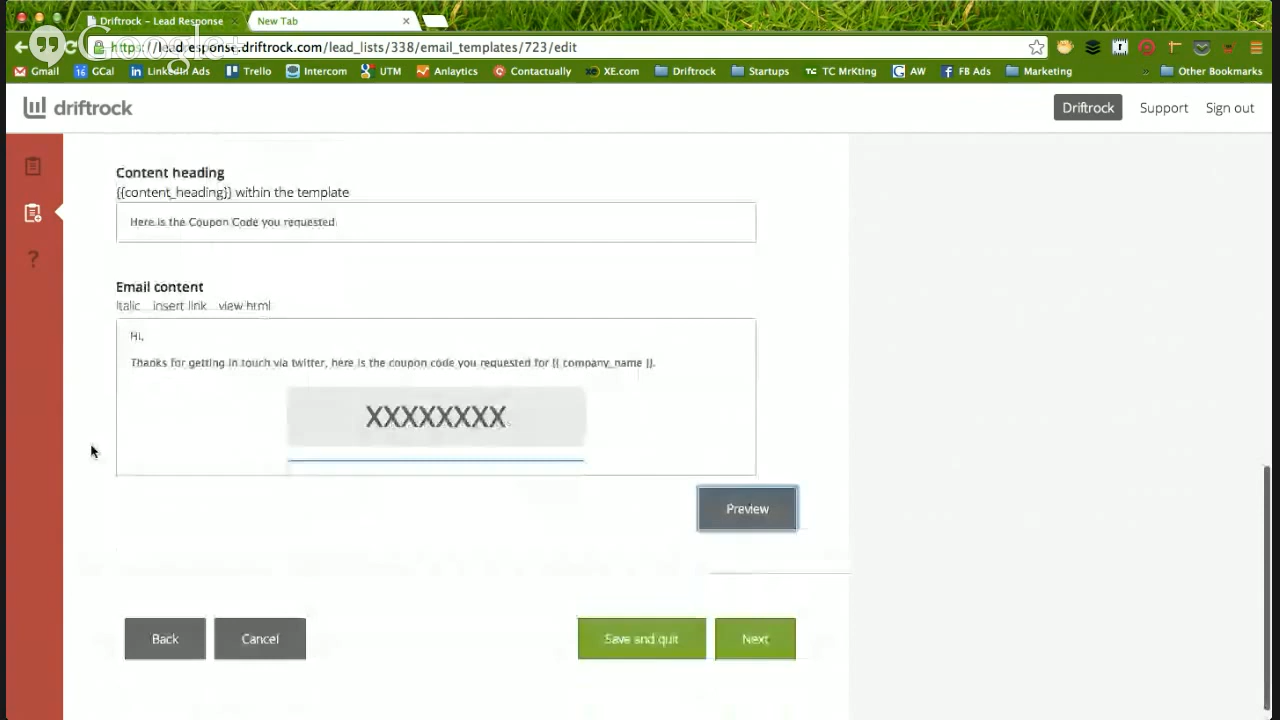 Driftrock – Lead Response
New Tab
Google+
https://leadresponse.driftrock.com/lead_lists/338/email_templates/723/edit
Gmail
16 GCal
LinkedIn Ads
Trello
Intercom
UTM
Anlaytics
Contactually
XE.com
Driftrock
Startups
TC MrKting
AW
FB Ads
Marketing
»
Other Bookmarks
driftrock
Driftrock
Support
Sign out
Content heading
{{content_heading}} within the template
Here is the Coupon Code you requested
Email content
Italic insert link view html
Hi,
Thanks for getting in touch via twitter, here is the coupon code you requested for {{ company_name }}.
XXXXXXXX
Preview
Back
Cancel
Save and quit
Next
?